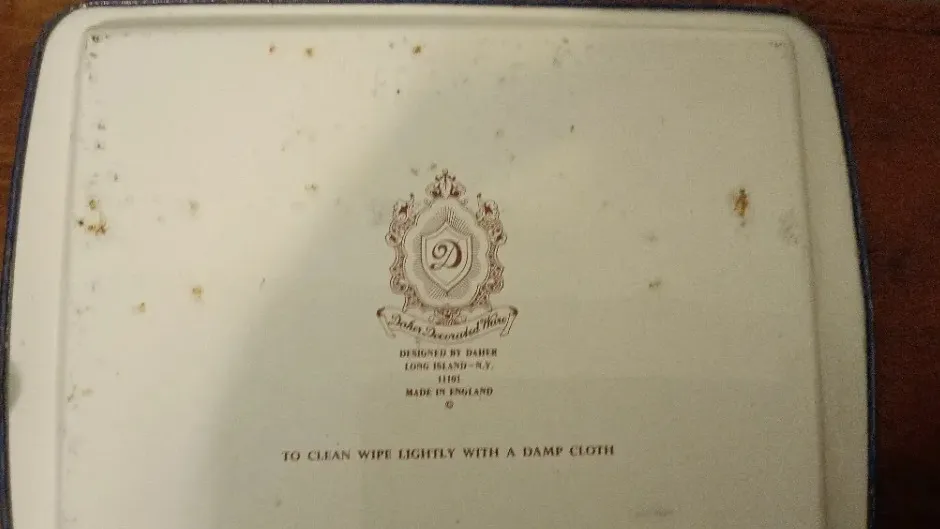 D
Daher Decorated Ware
DESIGNED BY DAHER
LONG ISLAND - N.Y.
11101
MADE IN ENGLAND
©
TO CLEAN WIPE LIGHTLY WITH A DAMP CLOTH